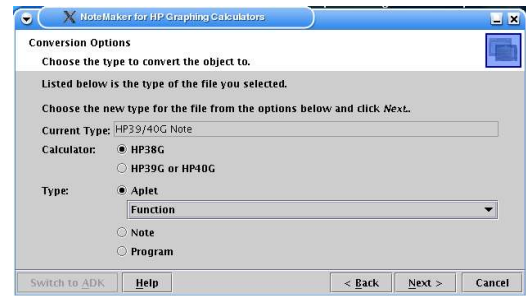 NoteMaker for HP Graphing Calculators
Conversion Options
Choose the type to convert the object to.
Listed below is the type of the file you selected.
Choose the new type for the file from the options below and click Next..
Current Type: HP39/40G Note
Calculator: HP38G
HP39G or HP40G
Type: Aplet
Function
Note
Program
Switch to ADK Help < Back Next > Cancel